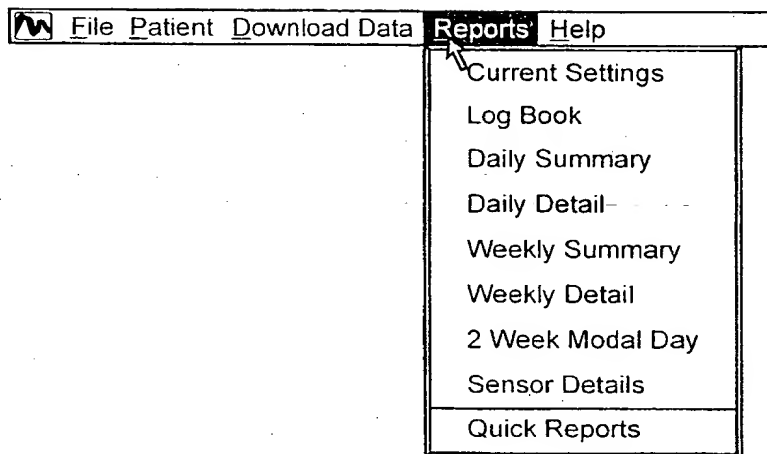 File Patient Download Data Reports Help
Current Settings
Log Book
Daily Summary
Daily Detail
Weekly Summary
Weekly Detail
2 Week Modal Day
Sensor Details
Quick Reports